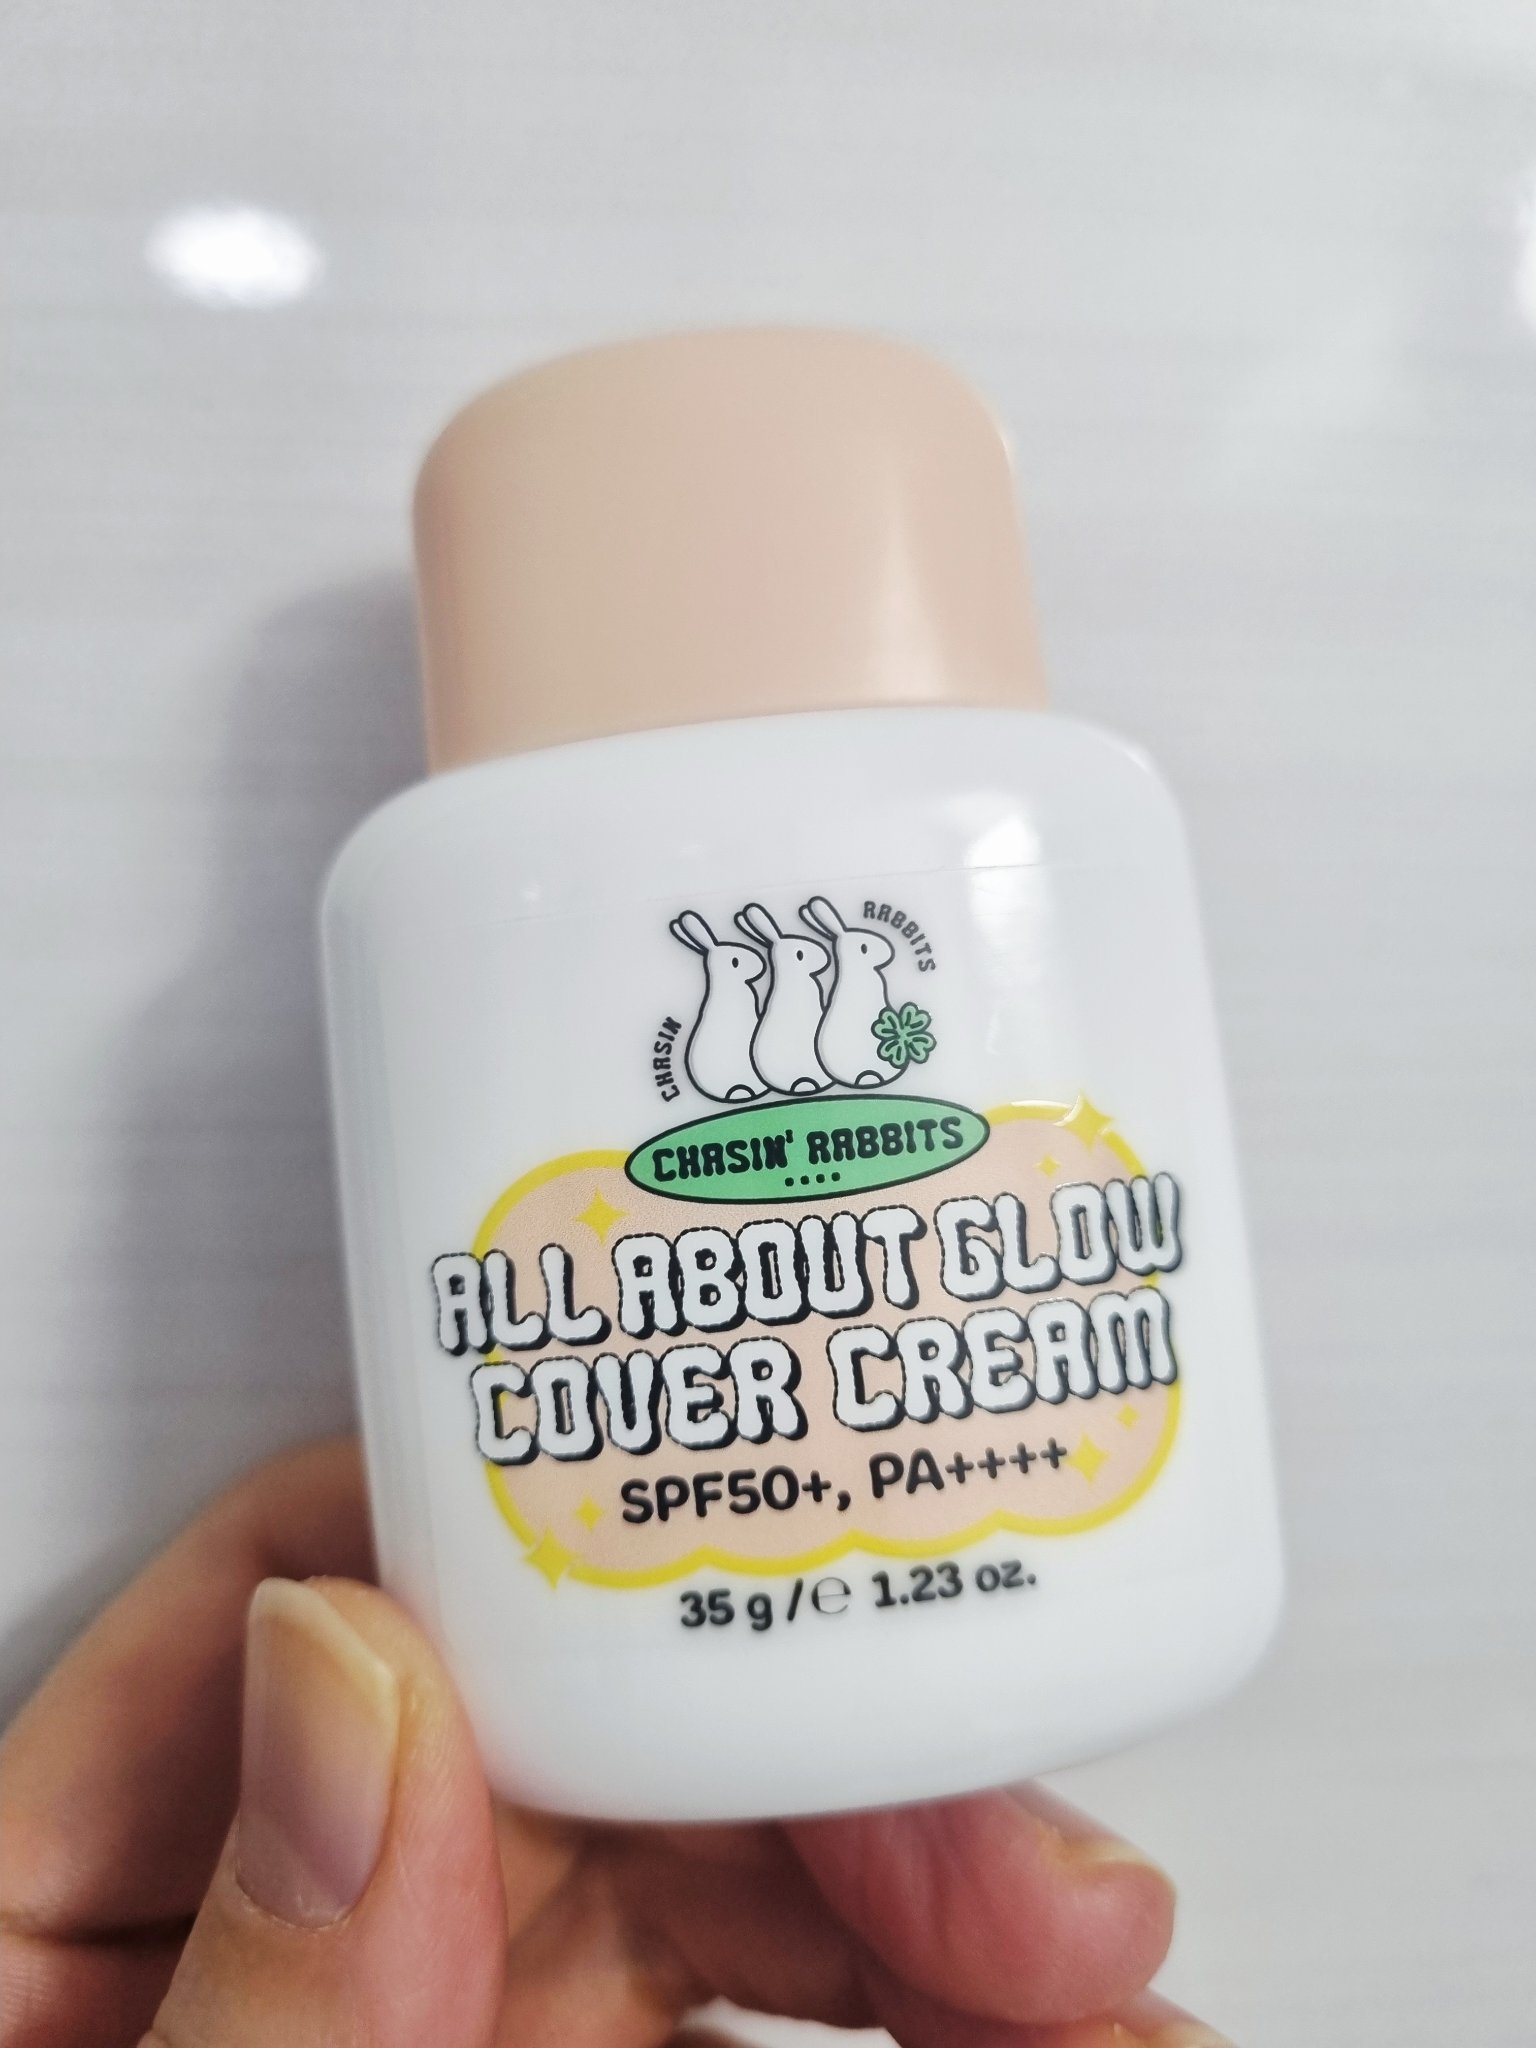 CHASIN
RABBITS
CHASIN' RABBITS
ALL ABOUT GLOW
COVER CREAM
SPF50+, PA++++
35 g / ℮ 1.23 oz.